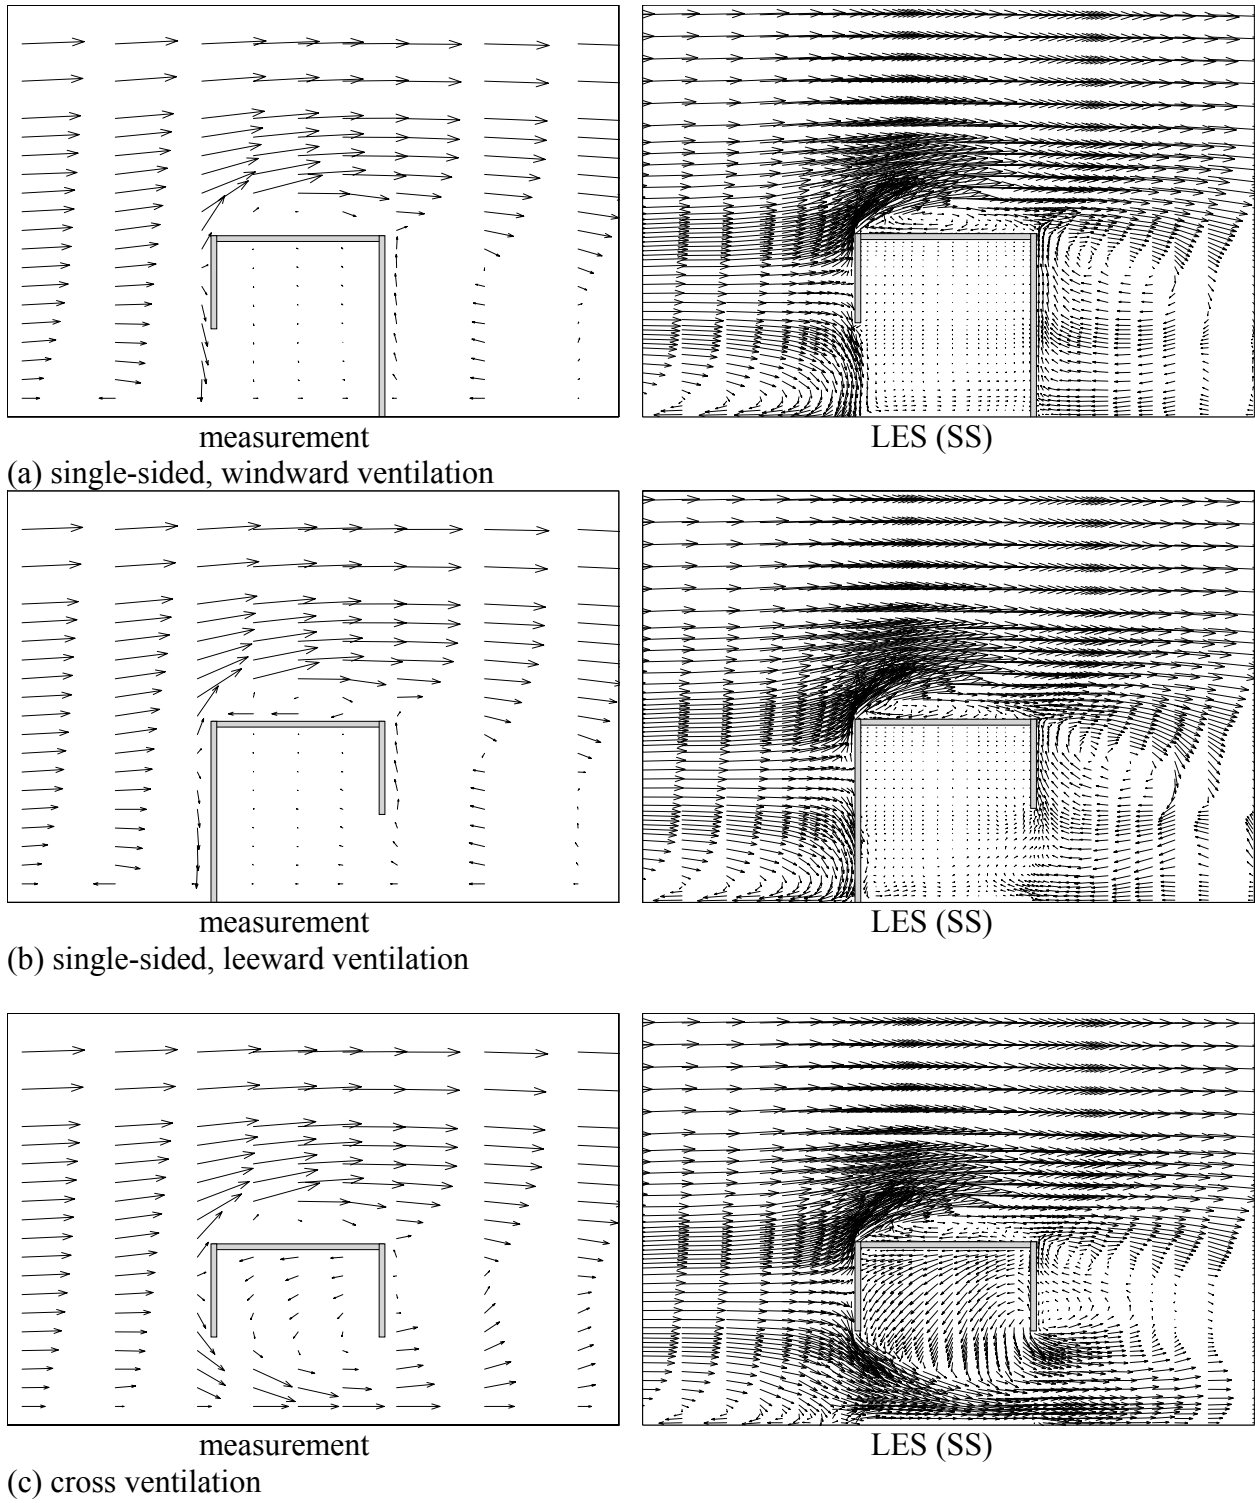 measurement
LES (SS)
(a) single-sided, windward ventilation
measurement
LES (SS)
(b) single-sided, leeward ventilation
measurement
LES (SS)
(c) cross ventilation